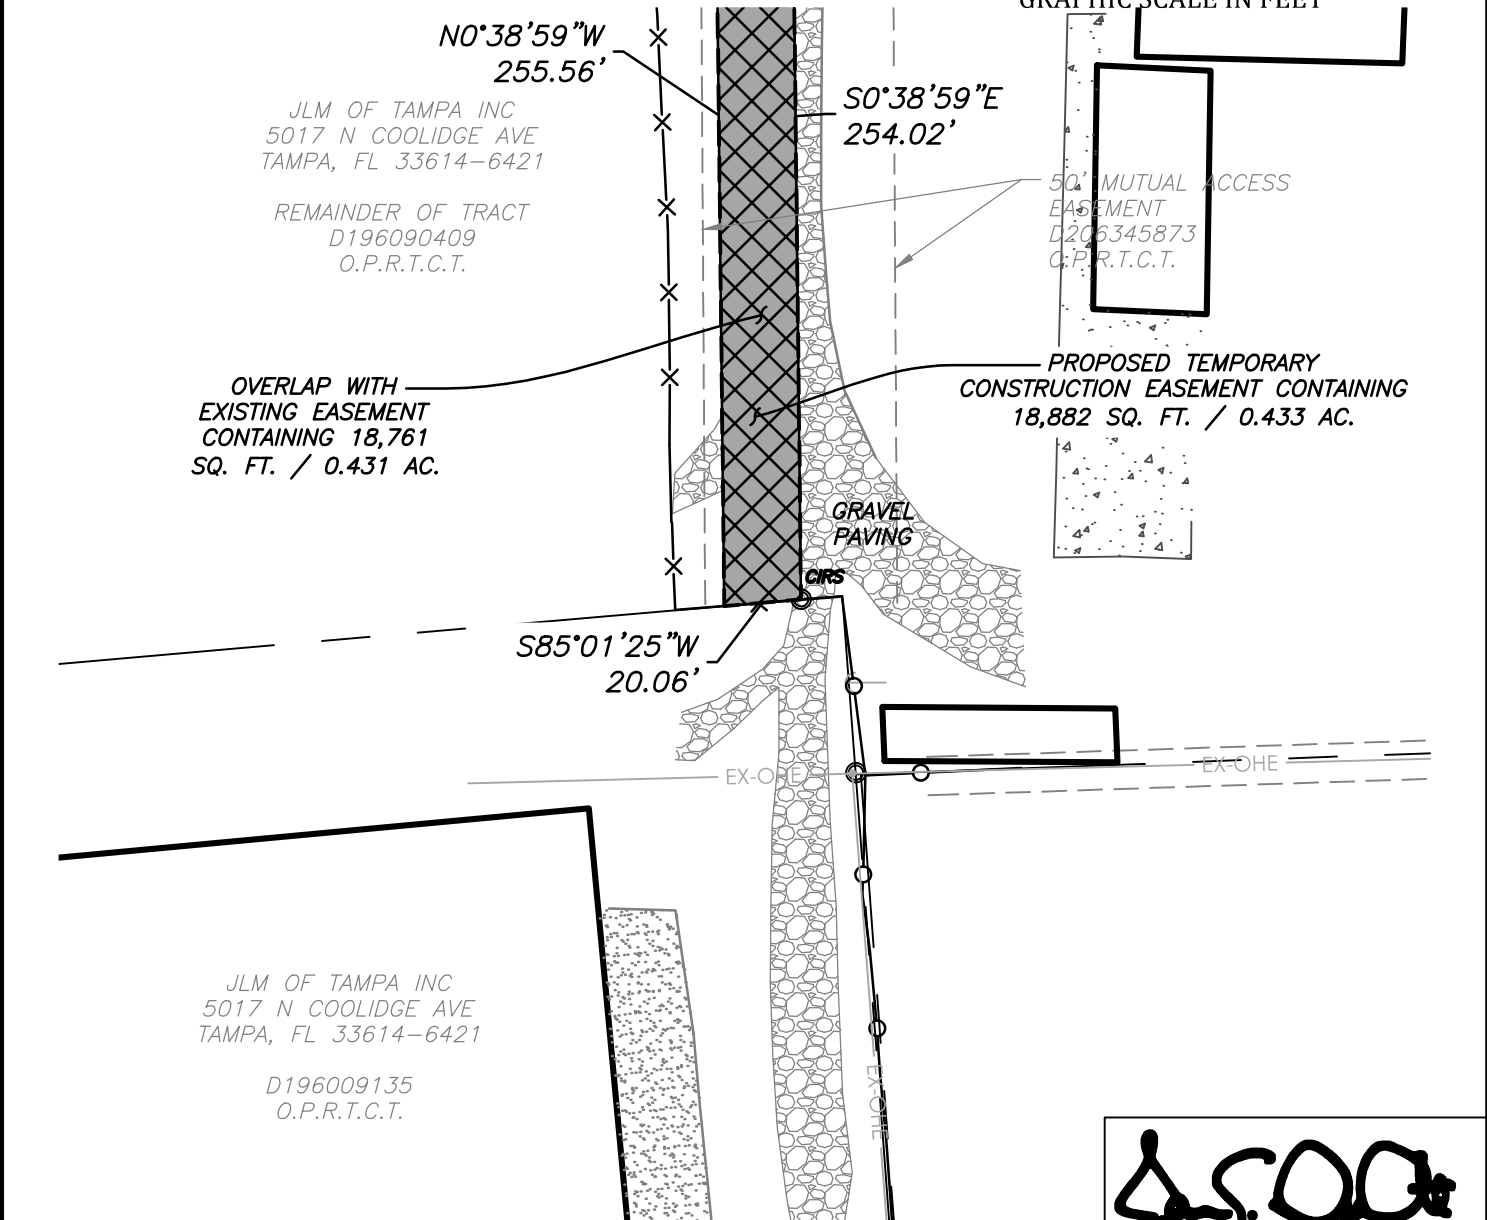 GRAPHIC SCALE IN FEET
N0°38'59"W
255.56'
S0°38'59"E
254.02'
JLM OF TAMPA INC
5017 N COOLIDGE AVE
TAMPA, FL 33614-6421
REMAINDER OF TRACT
D196090409
O.P.R.T.C.T.
50' MUTUAL ACCESS
EASEMENT
D206345873
O.P.R.T.C.T.
OVERLAP WITH
EXISTING EASEMENT
CONTAINING 18,761
SQ. FT. / 0.431 AC.
PROPOSED TEMPORARY
CONSTRUCTION EASEMENT CONTAINING
18,882 SQ. FT. / 0.433 AC.
GRAVEL
PAVING
CIRS
S85°01'25"W
20.06'
EX-OHE
EX-OHE
JLM OF TAMPA INC
5017 N COOLIDGE AVE
TAMPA, FL 33614-6421
D196009135
O.P.R.T.C.T.
EX-OHE